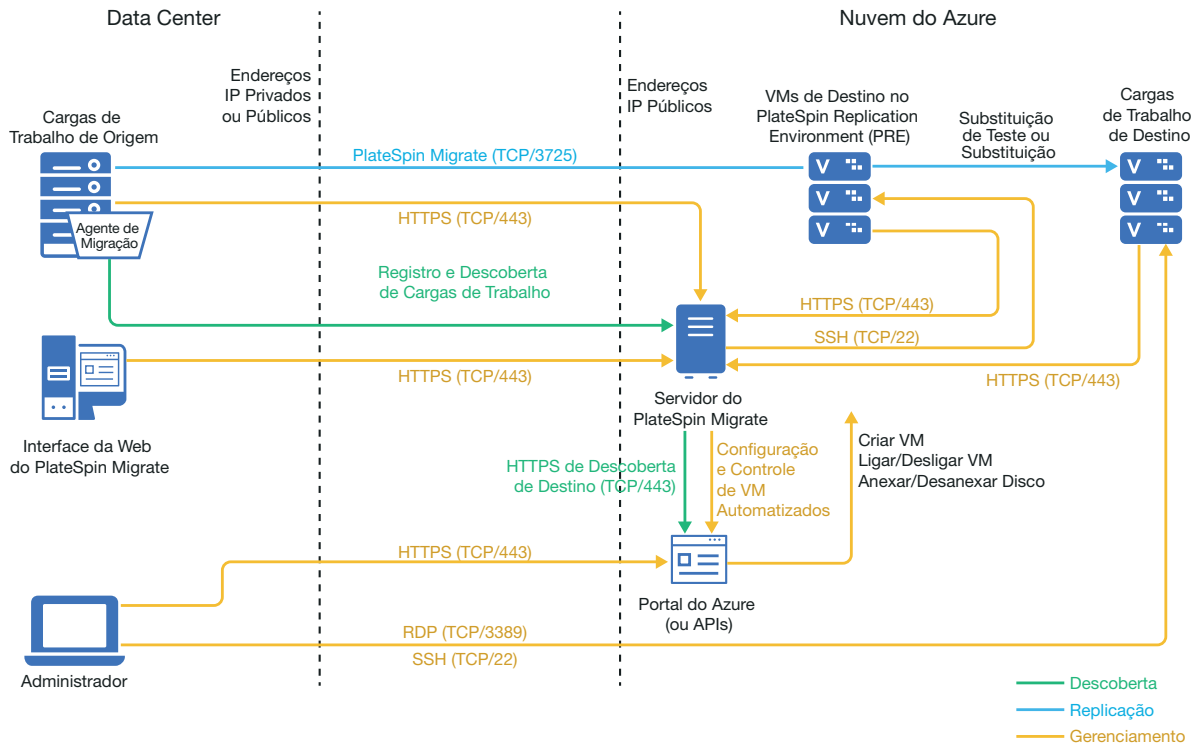 Data Center
Nuvem do Azure
Endereços
IP Privados
ou Públicos
Endereços
IP Públicos
Cargas de
Trabalho de Origem
VMs de Destino no
PlateSpin Replication
Environment (PRE)
Substituição
de Teste ou
Substituição
Cargas
de Trabalho
de Destino
PlateSpin Migrate (TCP/3725)
HTTPS (TCP/443)
Agente de
Migração
V
V
V
V
V
V
Registro e Descoberta
de Cargas de Trabalho
HTTPS (TCP/443)
SSH (TCP/22)
HTTPS (TCP/443)
HTTPS (TCP/443)
Interface da Web
do PlateSpin Migrate
Servidor do
PlateSpin Migrate
HTTPS de Descoberta
de Destino (TCP/443)
Configuração
e Controle
de VM
Automatizados
Criar VM
Ligar/Desligar VM
Anexar/Desanexar Disco
HTTPS (TCP/443)
Portal do Azure
(ou APIs)
RDP (TCP/3389)
SSH (TCP/22)
Administrador
Descoberta
Replicação
Gerenciamento